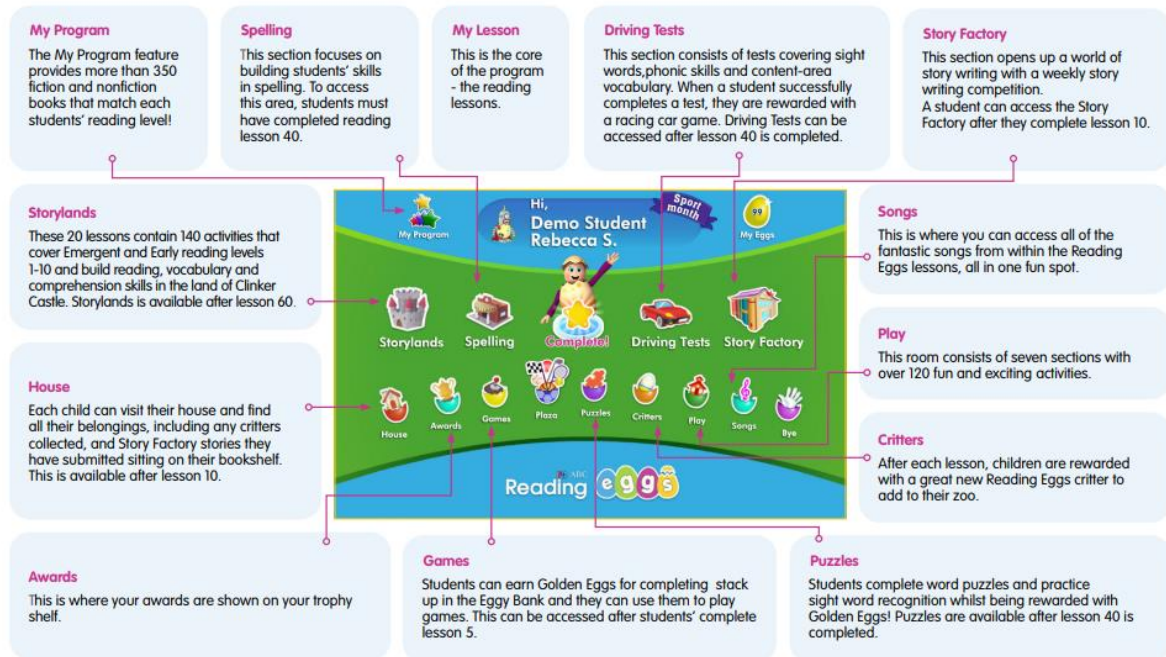 My Program
The My Program feature
provides more than 350
fiction and nonfiction
books that match each
students' reading level!
Spelling
This section focuses on
building students' skills
in spelling. To access
this area, students must
have completed reading
lesson 40.
My Lesson
This is the core
of the program
- the reading
lessons.
Driving Tests
This section consists of tests covering sight
words,phonic skills and content-area
vocabulary. When a student successfully
completes a test, they are rewarded with
a racing car game. Driving Tests can be
accessed after lesson 40 is completed.
Story Factory
This section opens up a world of
story writing with a weekly story
writing competition.
A student can access the Story
Factory after they complete lesson 10.
Storylands
These 20 lessons contain 140 activities that
cover Emergent and Early reading levels
1-10 and build reading, vocabulary and
comprehension skills in the land of Clinker
Castle. Storylands is available after lesson 60.
House
Each child can visit their house and find
all their belongings, including any critters
collected, and Story Factory stories they
have submitted sitting on their bookshelf.
This is available after lesson 10.
My Program
Hi,
Demo Student
Rebecca S.
Sport
month
99
My Eggs
Storylands
Spelling
Complete!
Driving Tests
Story Factory
House
Awards
Games
Plaza
Puzzles
Critters
Play
Songs
Bye
ABC
Reading eggs
Songs
This is where you can access all of the
fantastic songs from within the Reading
Eggs lessons, all in one fun spot.
Play
This room consists of seven sections with
over 120 fun and exciting activities.
Critters
After each lesson, children are rewarded
with a great new Reading Eggs critter to
add to their zoo.
Awards
This is where your awards are shown on your trophy
shelf.
Games
Students can earn Golden Eggs for completing stack
up in the Eggy Bank and they can use them to play
games. This can be accessed after students' complete
lesson 5.
Puzzles
Students complete word puzzles and practice
sight word recognition whilst being rewarded with
Golden Eggs! Puzzles are available after lesson 40 is
completed.